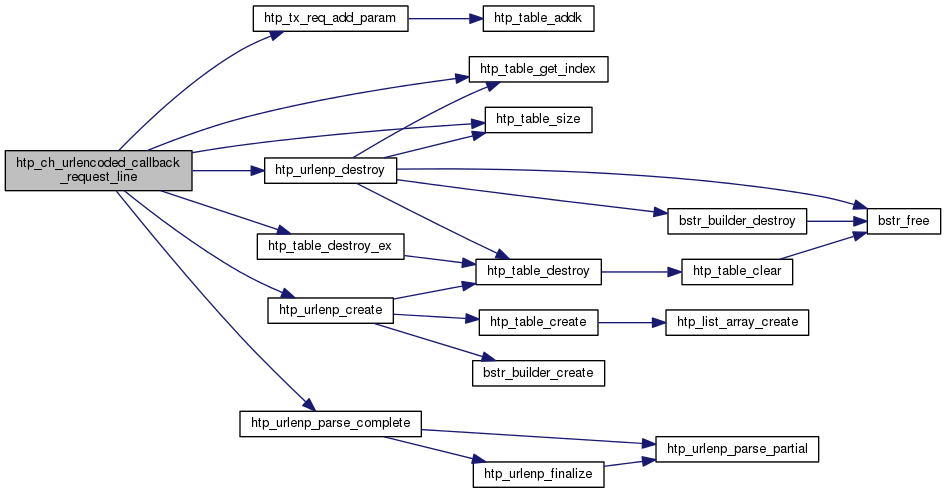 htp_tx_req_add_param
htp_table_addk
htp_table_get_index
htp_table_size
htp_ch_urlencoded_callback
_request_line
htp_urlenp_destroy
bstr_builder_destroy
bstr_free
htp_table_destroy_ex
htp_table_destroy
htp_table_clear
htp_urlenp_create
htp_table_create
htp_list_array_create
bstr_builder_create
htp_urlenp_parse_complete
htp_urlenp_parse_partial
htp_urlenp_finalize